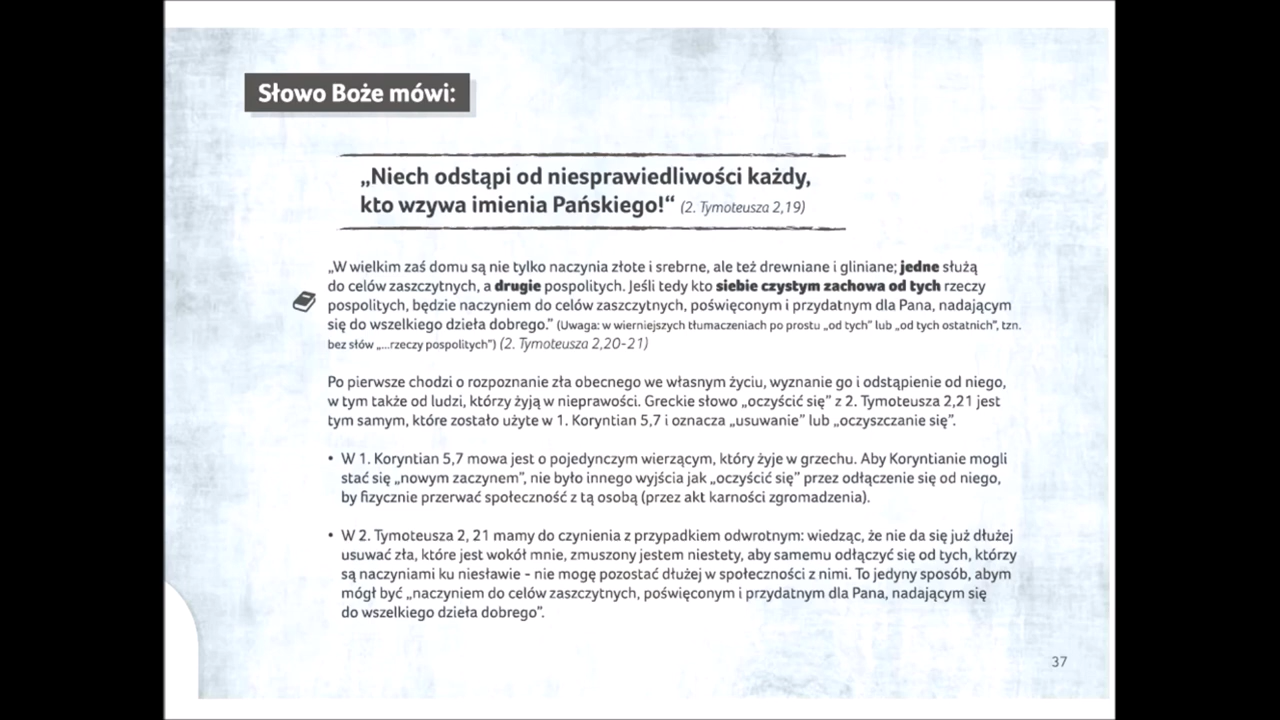 Słowo Boże mówi:
„Niech odstąpi od niesprawiedliwości każdy,
kto wzywa imienia Pańskiego!“ (2. Tymoteusza 2,19)
„W wielkim zaś domu są nie tylko naczynia złote i srebrne, ale też drewniane i gliniane; jedne służą
do celów zaszczytnych, a drugie pospolitych. Jeśli tedy kto siebie czystym zachowa od tych rzeczy
pospolitych, będzie naczyniem do celów zaszczytnych, poświęconym i przydatnym dla Pana, nadającym
się do wszelkiego dzieła dobrego.” (Uwaga: w wierniejszych tłumaczeniach po prostu „od tych” lub „od tych ostatnich”, tzn.
bez słów „...rzeczy pospolitych”) (2. Tymoteusza 2,20-21)
Po pierwsze chodzi o rozpoznanie zła obecnego we własnym życiu, wyznanie go i odstąpienie od niego,
w tym także od ludzi, którzy żyją w nieprawości. Greckie słowo „oczyścić się” z 2. Tymoteusza 2,21 jest
tym samym, które zostało użyte w 1. Koryntian 5,7 i oznacza „usuwanie” lub „oczyszczanie się”.
• W 1. Koryntian 5,7 mowa jest o pojedynczym wierzącym, który żyje w grzechu. Aby Koryntianie mogli
stać się „nowym zaczynem”, nie było innego wyjścia jak „oczyścić się” przez odłączenie się od niego,
by fizycznie przerwać społeczność z tą osobą (przez akt karności zgromadzenia).
• W 2. Tymoteusza 2, 21 mamy do czynienia z przypadkiem odwrotnym: wiedząc, że nie da się już dłużej
usuwać zła, które jest wokół mnie, zmuszony jestem niestety, aby samemu odłączyć się od tych, którzy
są naczyniami ku niesławie - nie mogę pozostać dłużej w społeczności z nimi. To jedyny sposób, abym
mógł być „naczyniem do celów zaszczytnych, poświęconym i przydatnym dla Pana, nadającym się
do wszelkiego dzieła dobrego”.
37